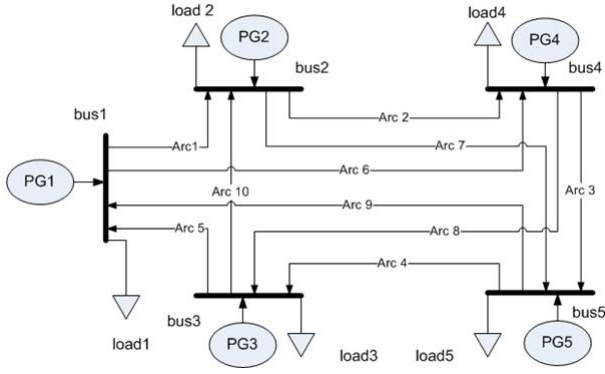 load 2
PG2
load4
PG4
bus2
bus4
bus1
Arc 2
Arc1
Arc 7
PG1
Arc 6
Arc 10
Arc 3
Arc 9
Arc 5
Arc 8
Arc 4
bus3
bus5
load1
PG3
load3
load5
PG5